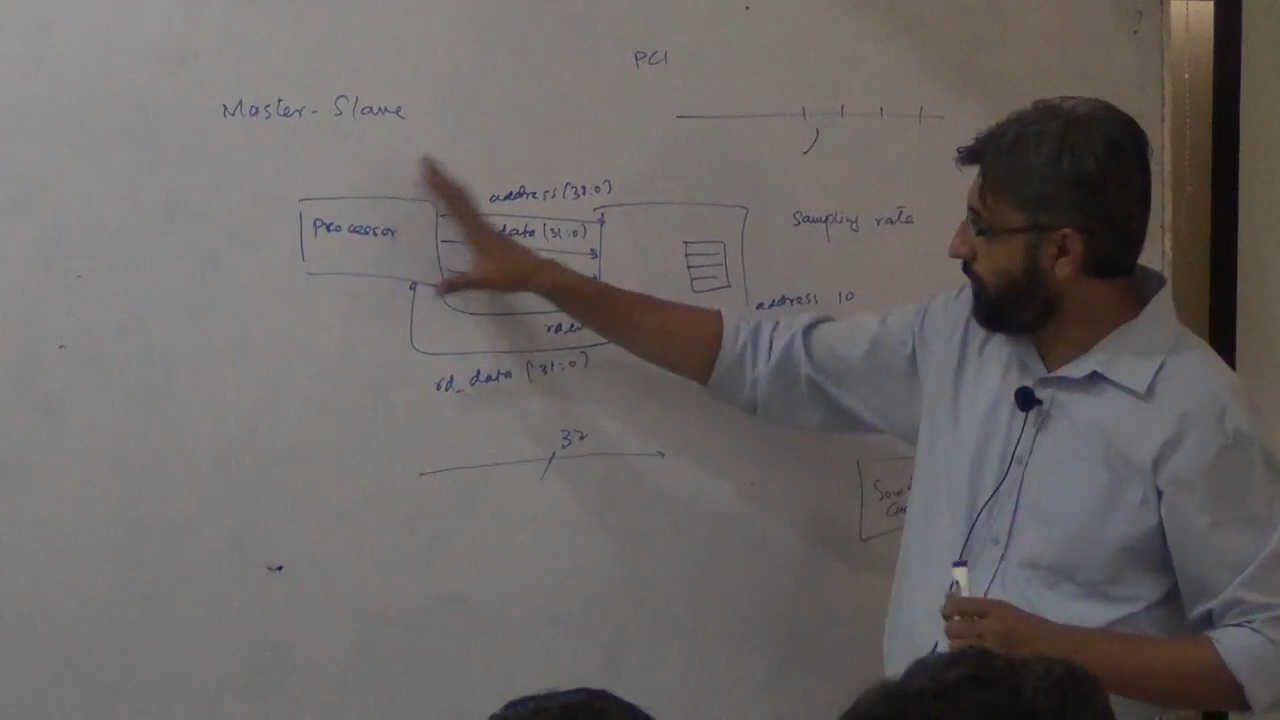 PCI
Master-Slave
address (31:0)
Processor
data (31:0)
Sampling rate
address 10
rd_data (31:0)
32